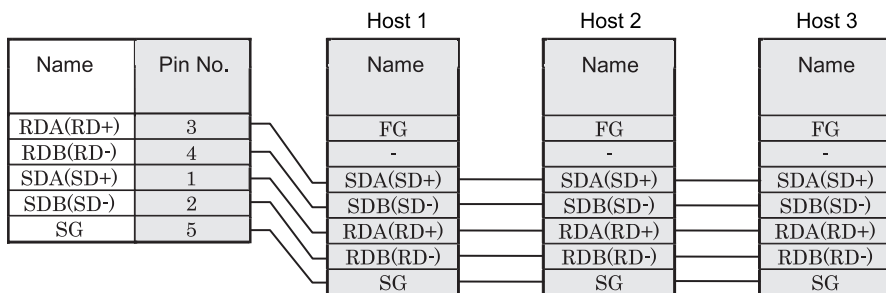 Host 1 Host 2 Host 3
Name Pin No. Name Name Name
RDA(RD+) 3 FG FG FG
RDB(RD-) 4 - - -
SDA(SD+) 1 SDA(SD+) SDA(SD+) SDA(SD+)
SDB(SD-) 2 SDB(SD-) SDB(SD-) SDB(SD-)
SG 5 RDA(RD+) RDA(RD+) RDA(RD+)
RDB(RD-) RDB(RD-) RDB(RD-)
SG SG SG